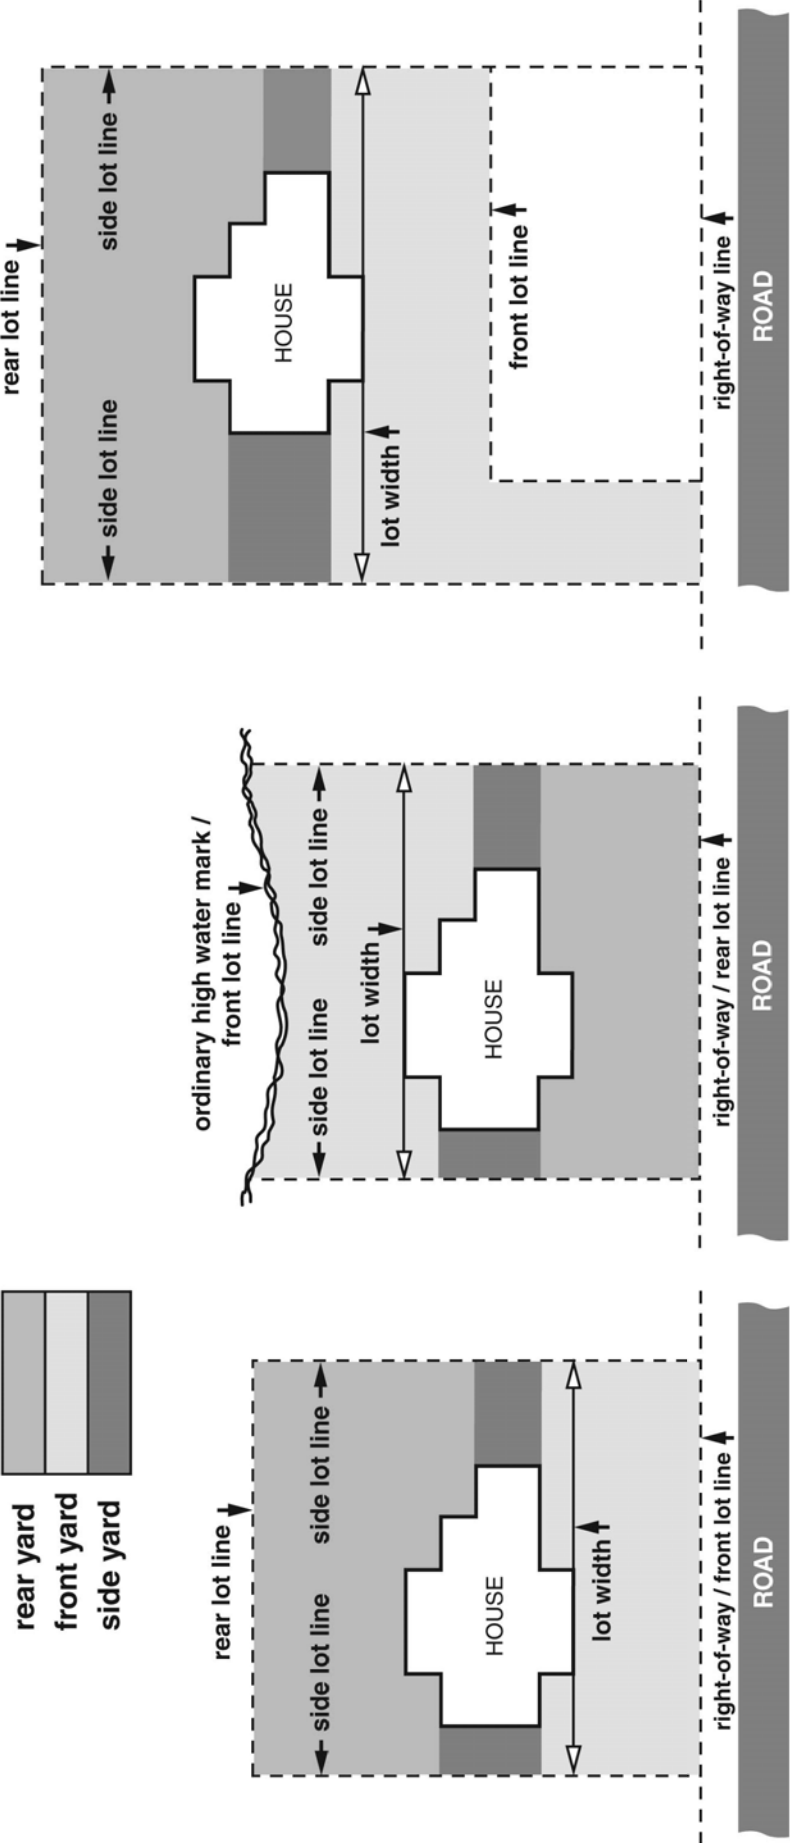 rear yard
front yard
side yard
rear lot line
side lot line
side lot line
HOUSE
lot width
right-of-way / front lot line
ROAD
ordinary high water mark /
front lot line
side lot line
side lot line
lot width
HOUSE
right-of-way / rear lot line
ROAD
rear lot line
side lot line
side lot line
HOUSE
lot width
front lot line
right-of-way line
ROAD